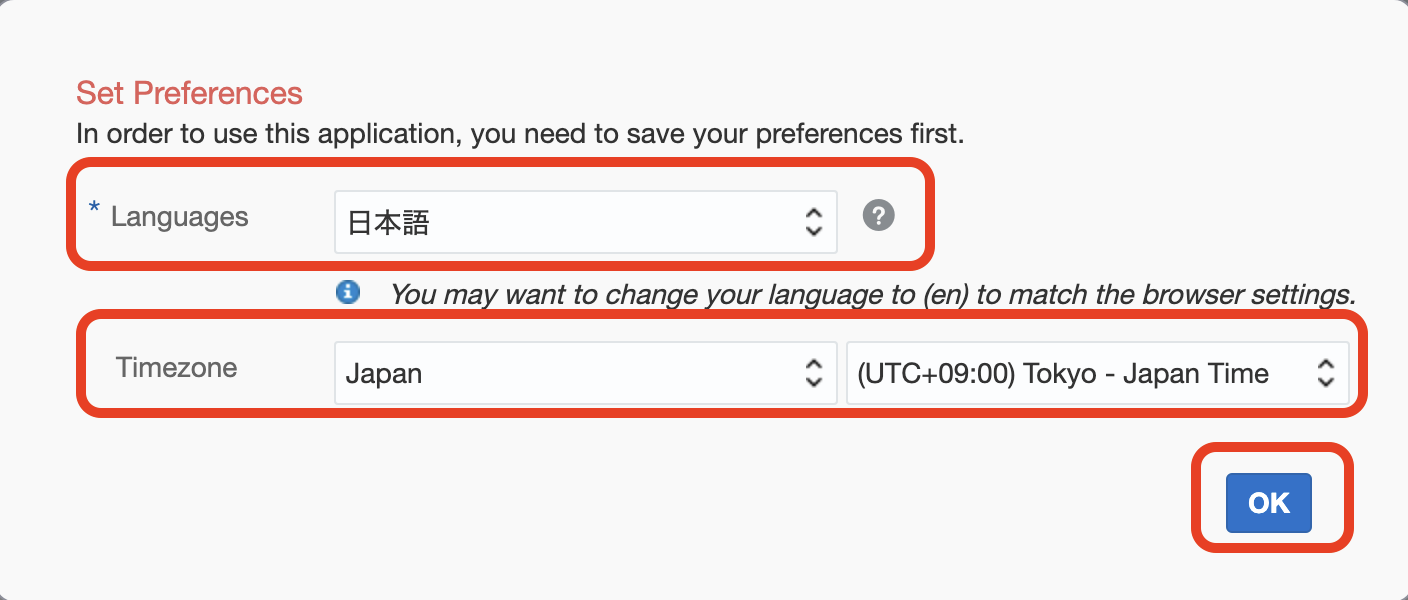 Set Preferences
In order to use this application, you need to save your preferences first.
* Languages 日本語 ?
i You may want to change your language to (en) to match the browser settings.
Timezone Japan (UTC+09:00) Tokyo - Japan Time
OK